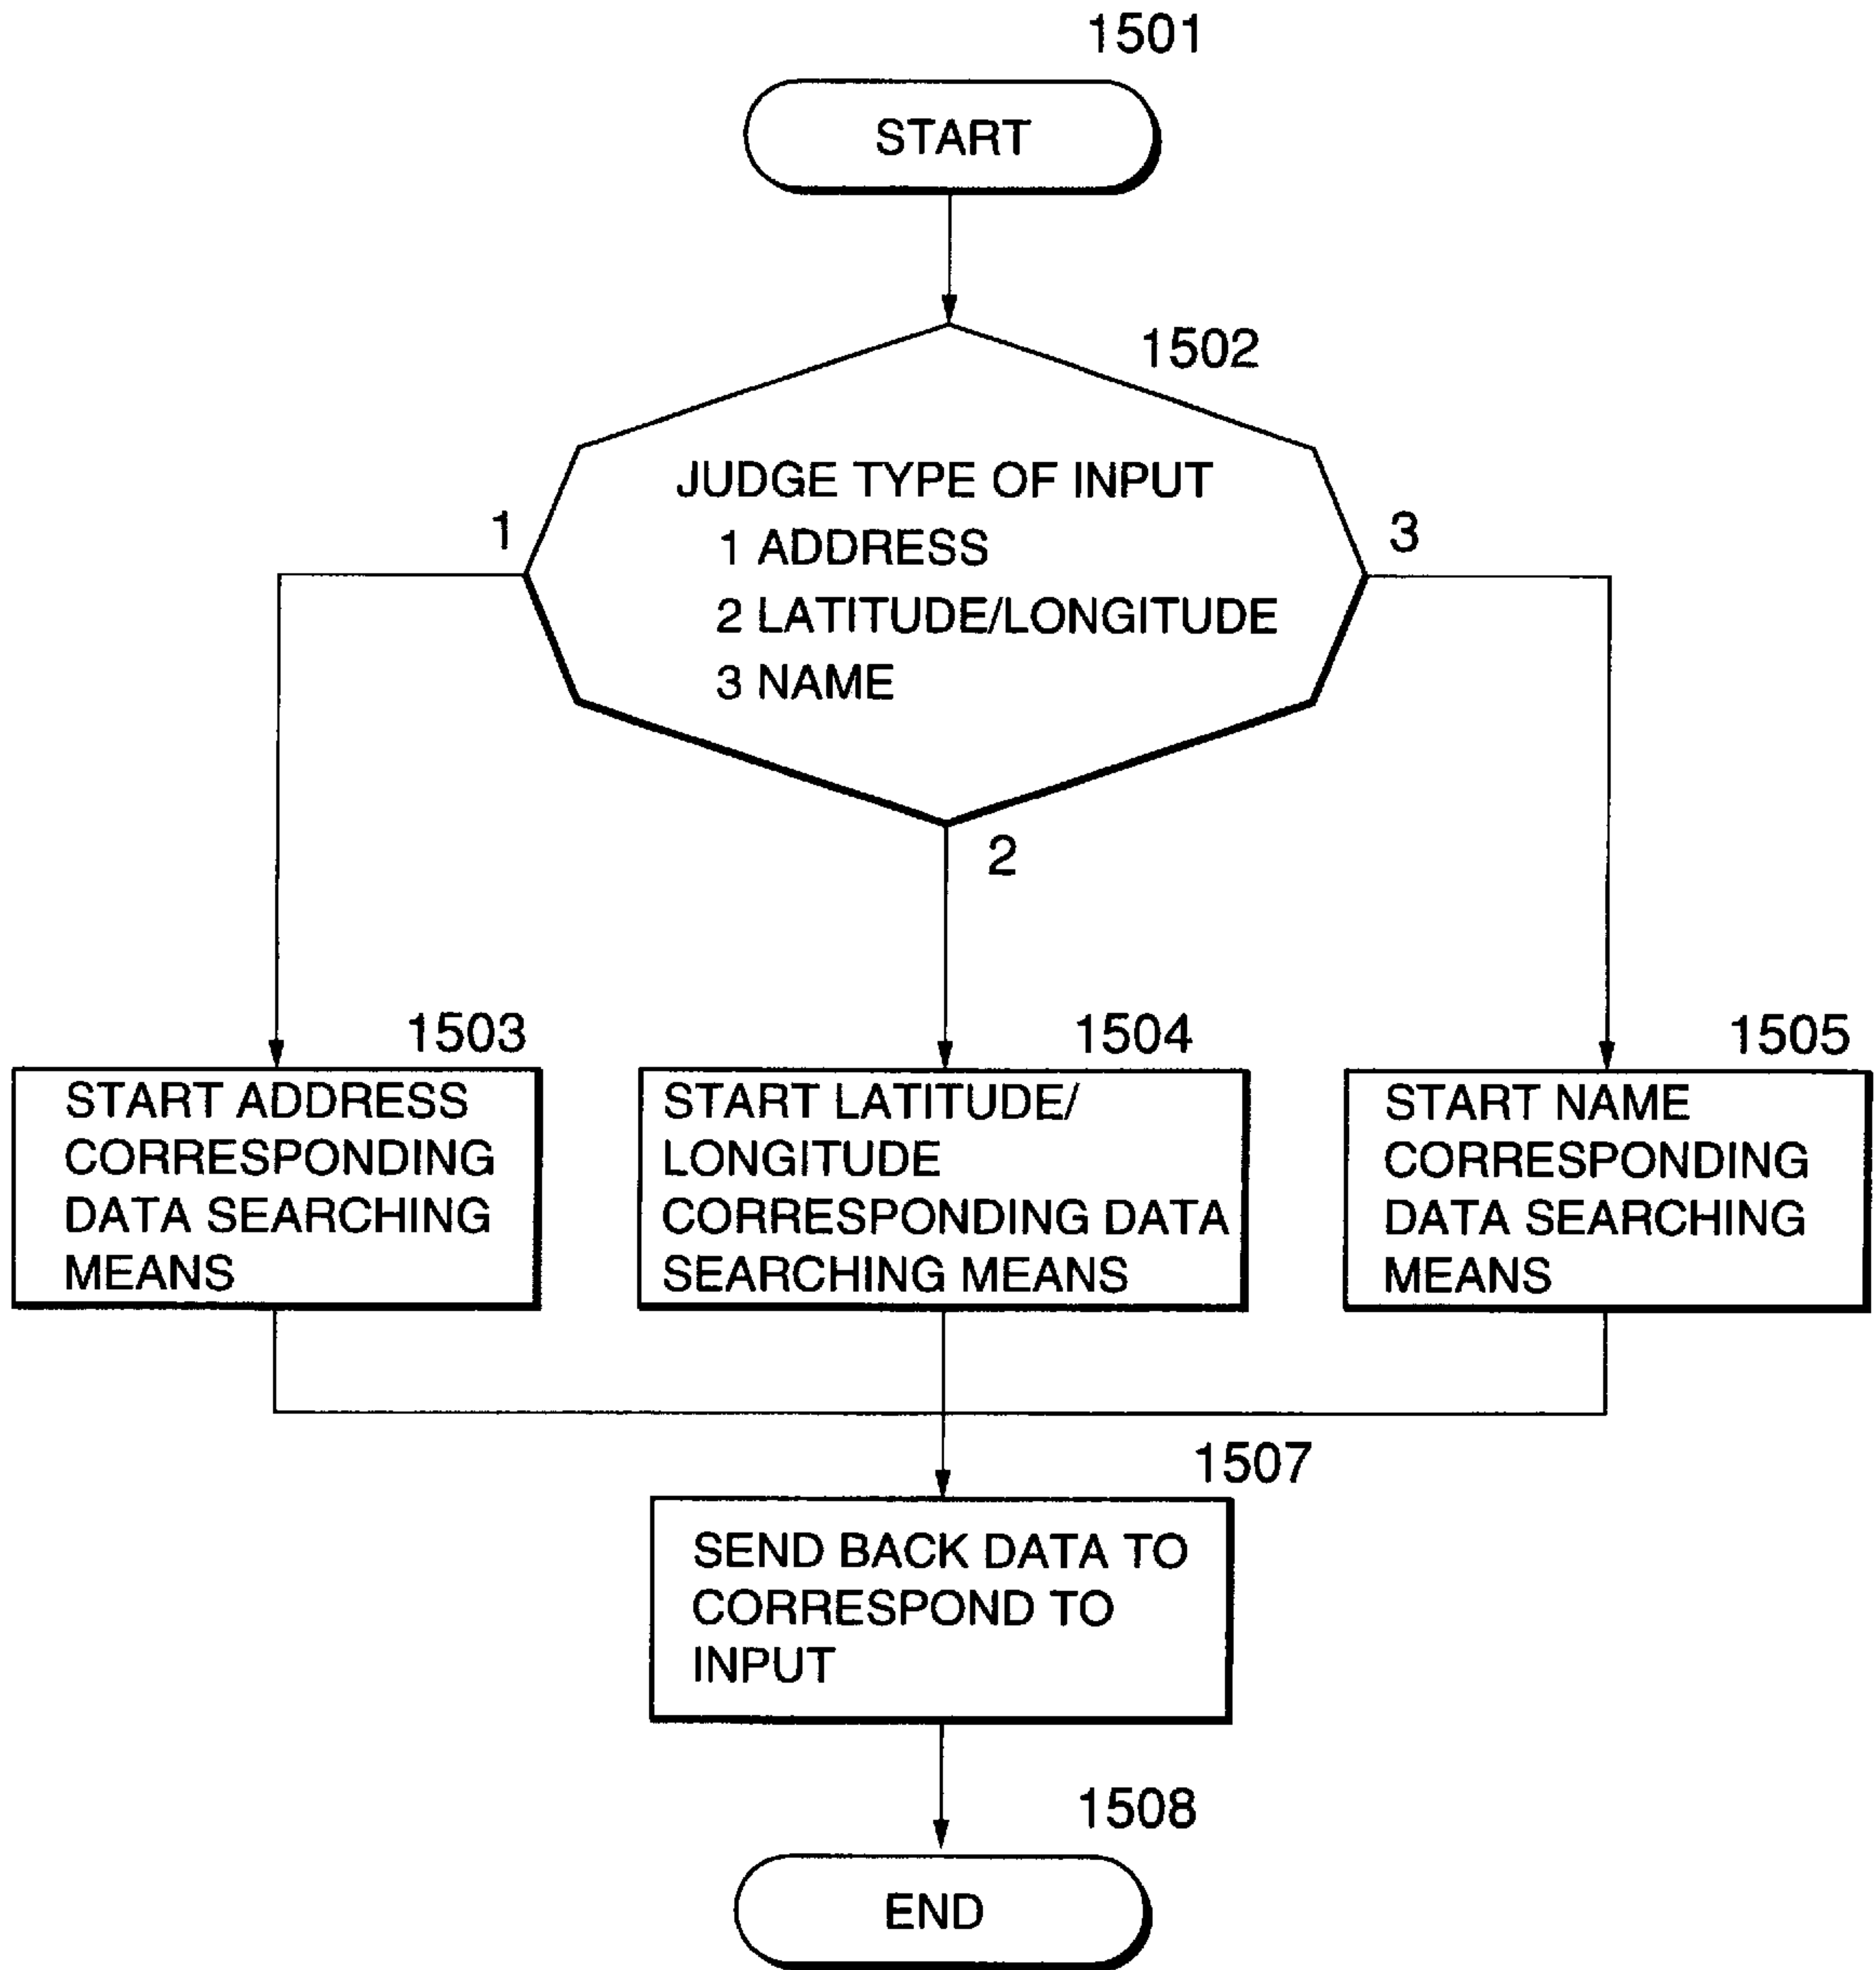 1501
START
1502
JUDGE TYPE OF INPUT
1 ADDRESS
2 LATITUDE/LONGITUDE
3 NAME
1
3
2
1503
START ADDRESS
CORRESPONDING
DATA SEARCHING
MEANS
1504
START LATITUDE/
LONGITUDE
CORRESPONDING DATA
SEARCHING MEANS
1505
START NAME
CORRESPONDING
DATA SEARCHING
MEANS
1507
SEND BACK DATA TO
CORRESPOND TO
INPUT
1508
END